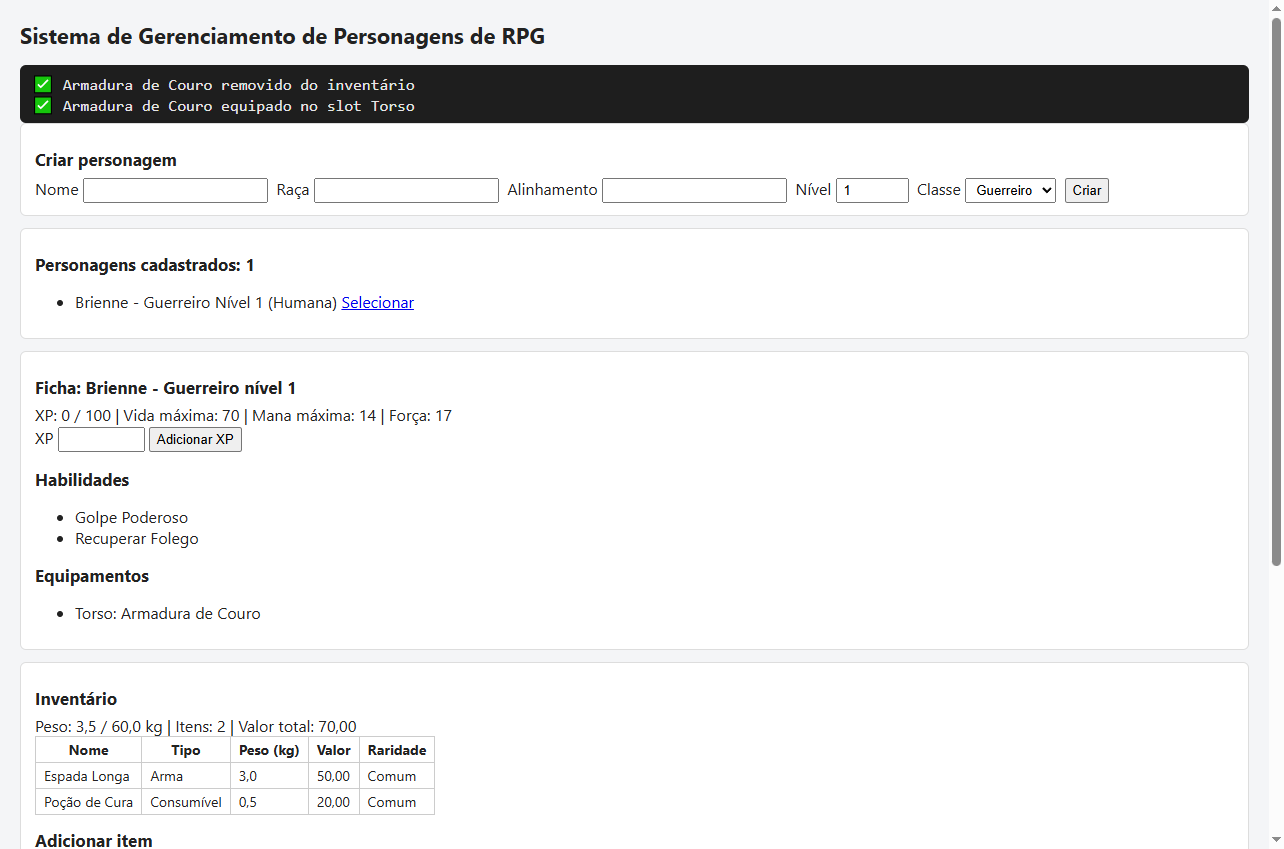 Sistema de Gerenciamento de Personagens de RPG
✅ Armadura de Couro removido do inventário
✅ Armadura de Couro equipado no slot Torso
Criar personagem
Nome Raça Alinhamento Nível 1 Classe Guerreiro Criar
Personagens cadastrados: 1
• Brienne - Guerreiro Nível 1 (Humana) Selecionar
Ficha: Brienne - Guerreiro nível 1
XP: 0 / 100 | Vida máxima: 70 | Mana máxima: 14 | Força: 17
XP Adicionar XP
Habilidades
• Golpe Poderoso
• Recuperar Folego
Equipamentos
• Torso: Armadura de Couro
Inventário
Peso: 3,5 / 60,0 kg | Itens: 2 | Valor total: 70,00
Nome Tipo Peso (kg) Valor Raridade
Espada Longa Arma 3,0 50,00 Comum
Poção de Cura Consumível 0,5 20,00 Comum
Adicionar item